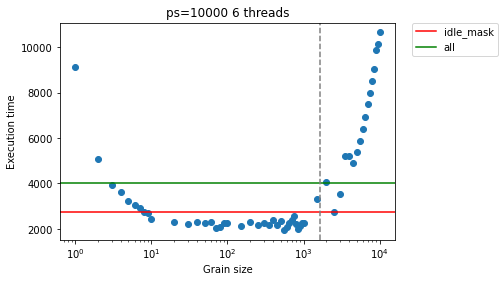 ps=10000 6 threads
idle_mask
all
Execution time
10000
8000
6000
4000
2000
10⁰
10¹
10²
10³
10⁴
Grain size